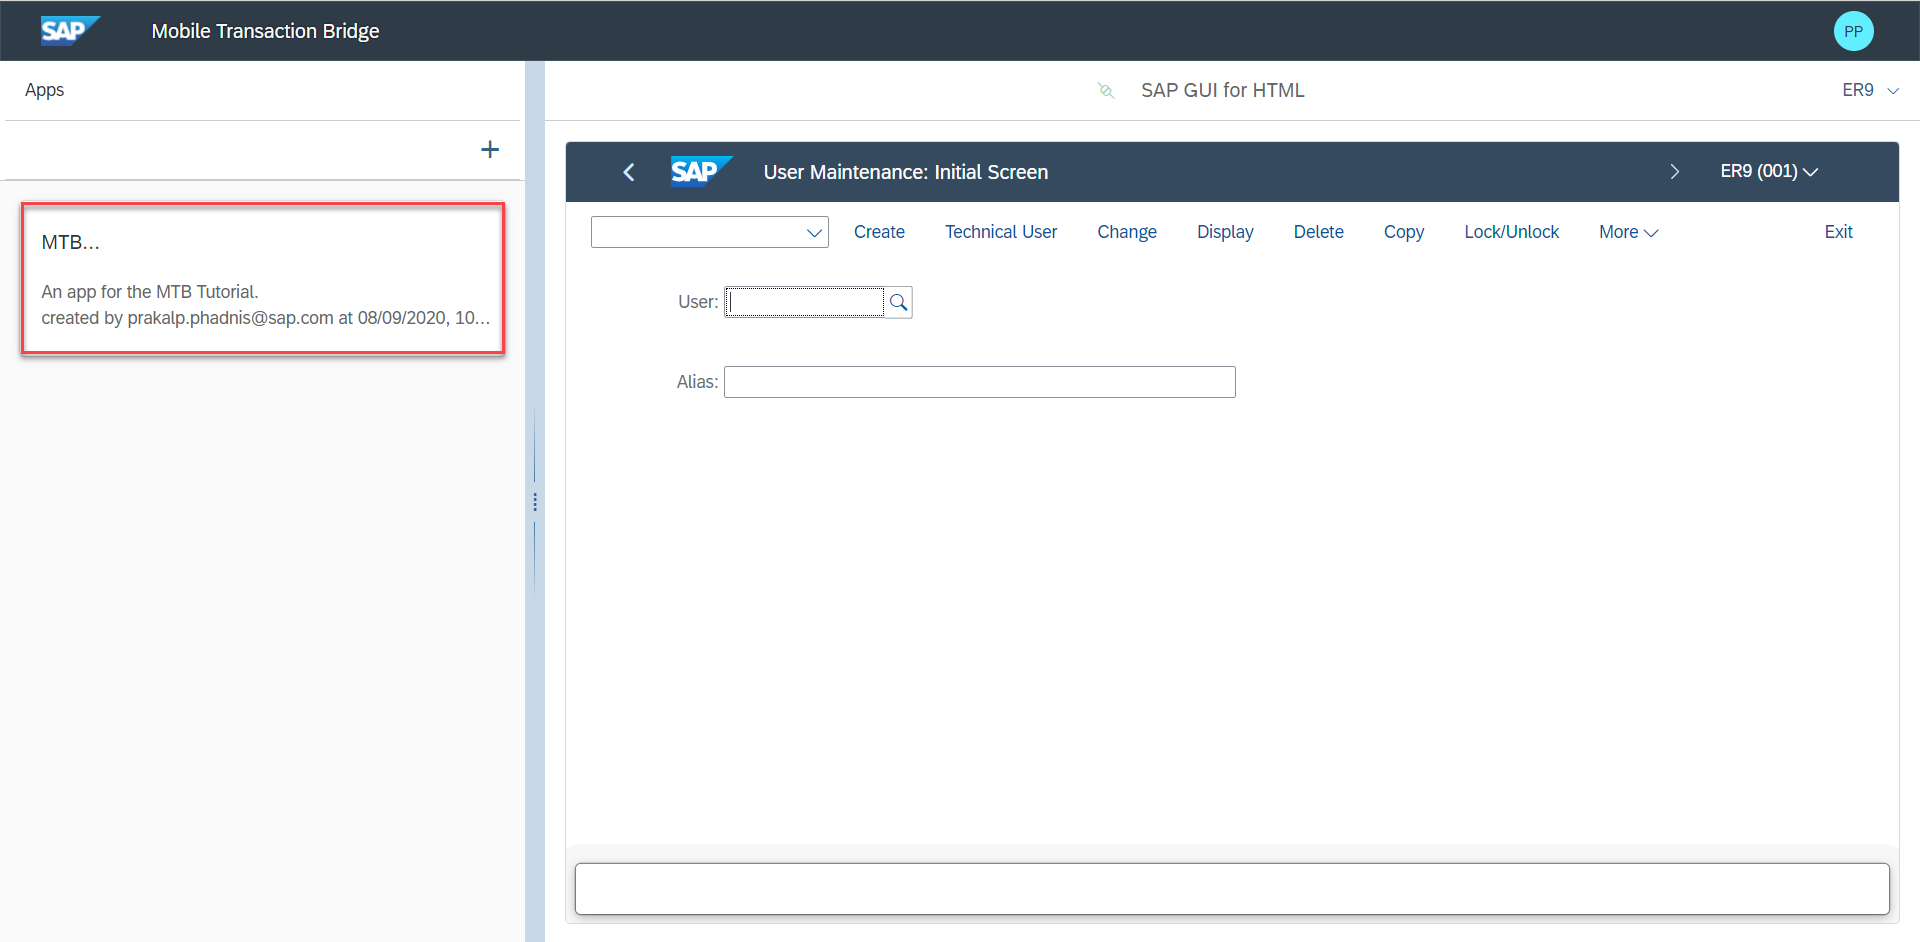 SAP Mobile Transaction Bridge PP
Apps
SAP GUI for HTML ER9
+
MTB...
An app for the MTB Tutorial.
created by prakalp.phadnis@sap.com at 08/09/2020, 10...
SAP User Maintenance: Initial Screen ER9 (001)
Create Technical User Change Display Delete Copy Lock/Unlock More Exit
User:
Alias: